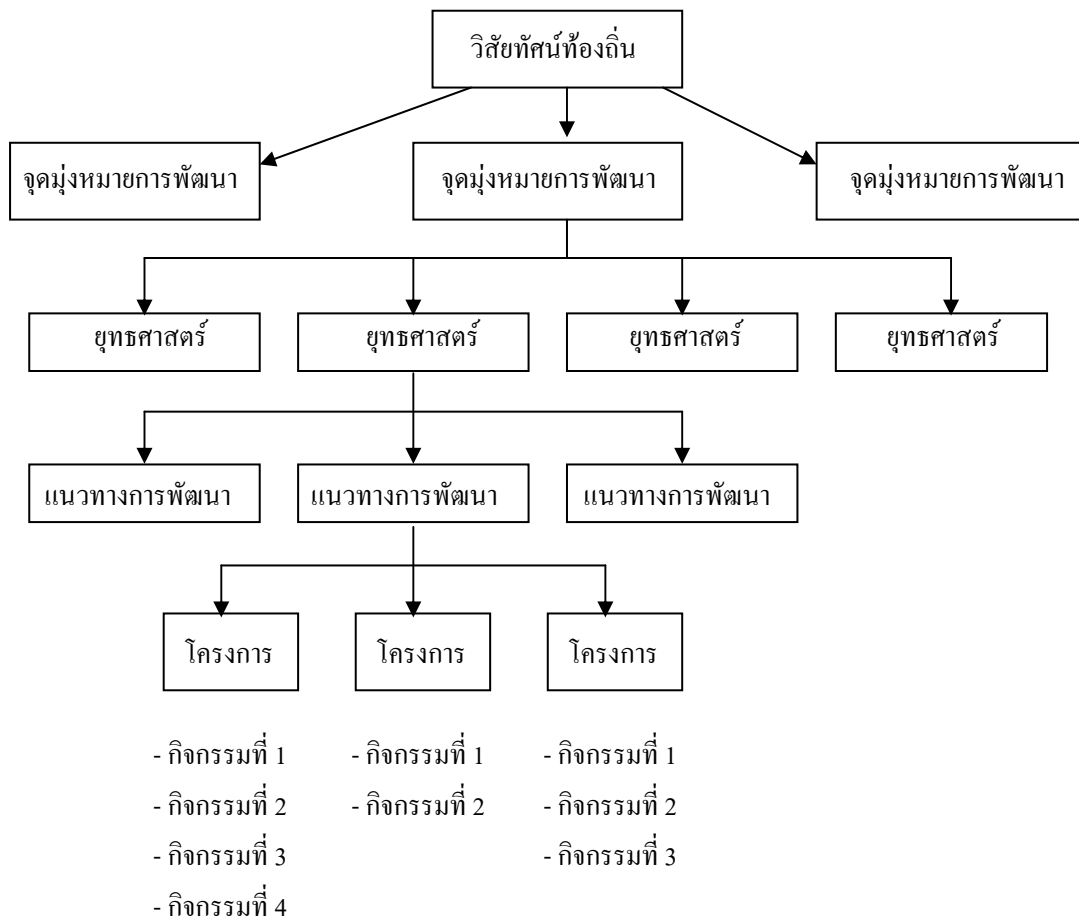 วิสัยทัศน์ท้องถิ่น
จุดมุ่งหมายการพัฒนา
จุดมุ่งหมายการพัฒนา
จุดมุ่งหมายการพัฒนา
ยุทธศาสตร์
ยุทธศาสตร์
ยุทธศาสตร์
ยุทธศาสตร์
แนวทางการพัฒนา
แนวทางการพัฒนา
แนวทางการพัฒนา
โครงการ
โครงการ
โครงการ
- กิจกรรมที่ 1
- กิจกรรมที่ 2
- กิจกรรมที่ 3
- กิจกรรมที่ 4
- กิจกรรมที่ 1
- กิจกรรมที่ 2
- กิจกรรมที่ 1
- กิจกรรมที่ 2
- กิจกรรมที่ 3